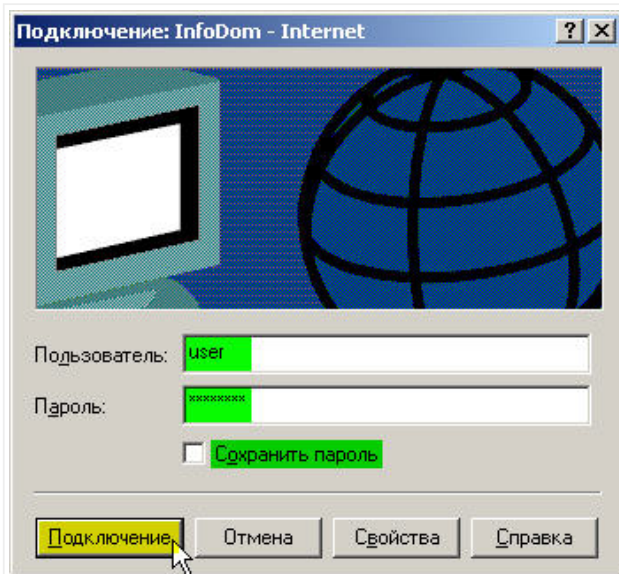 Подключение: InfoDom - Internet
Пользователь: user
Пароль: ********
Сохранить пароль
Подключение Отмена Свойства Справка